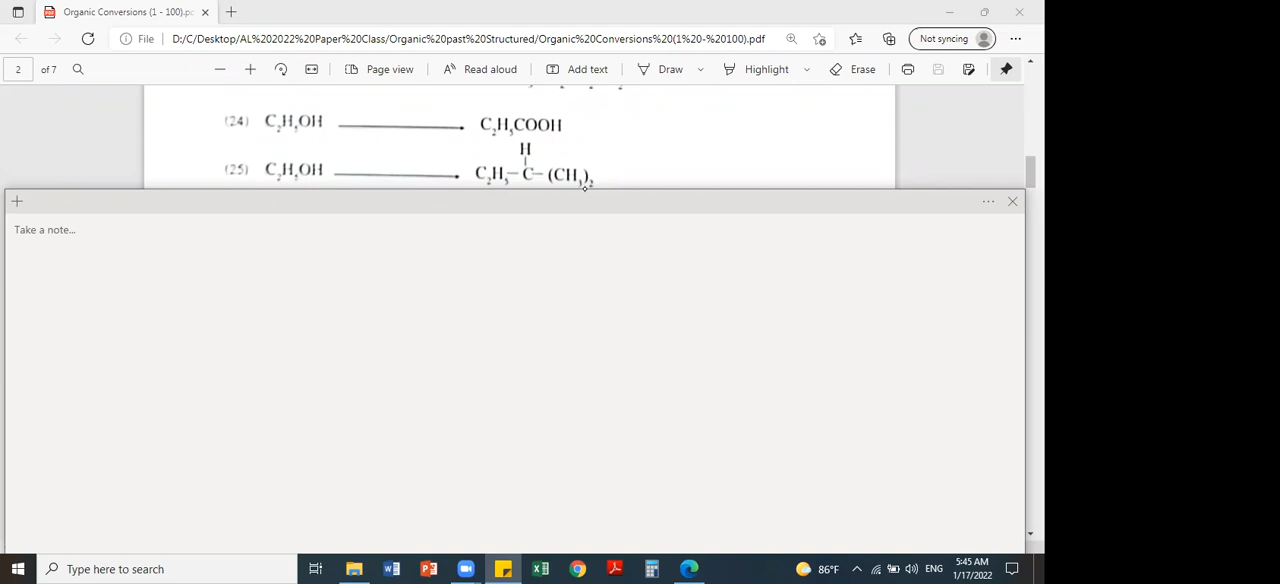 Organic Conversions (1 - 100).pc
File D:/C/Desktop/AL%202022%20Paper%20Class/Organic%20past%20Structured/Organic%20Conversions%20(1%20-%20100).pdf Not syncing
2 of 7 Page view Read aloud Add text Draw Highlight Erase
(24) C₂H₅OH C₂H₅COOH
H
(25) C₂H₅OH C₂H₅–C–(CH₃)₂
Take a note...
Type here to search 86°F ENG 5:45 AM
1/17/2022